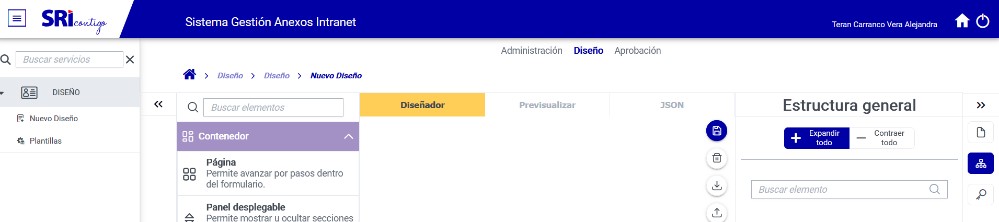 SRi contigo
Sistema Gestión Anexos Intranet
Teran Carranco Vera Alejandra
Buscar servicios
Administración Diseño Aprobación
Diseño Diseño Nuevo Diseño
DISEÑO
Nuevo Diseño
Plantillas
Buscar elementos
Contenedor
Página
Permite avanzar por pasos dentro
del formulario.
Panel desplegable
Permite mostrar u ocultar secciones
Diseñador Previsualizar JSON
Estructura general
Expandir
todo
Contraer
todo
Buscar elemento